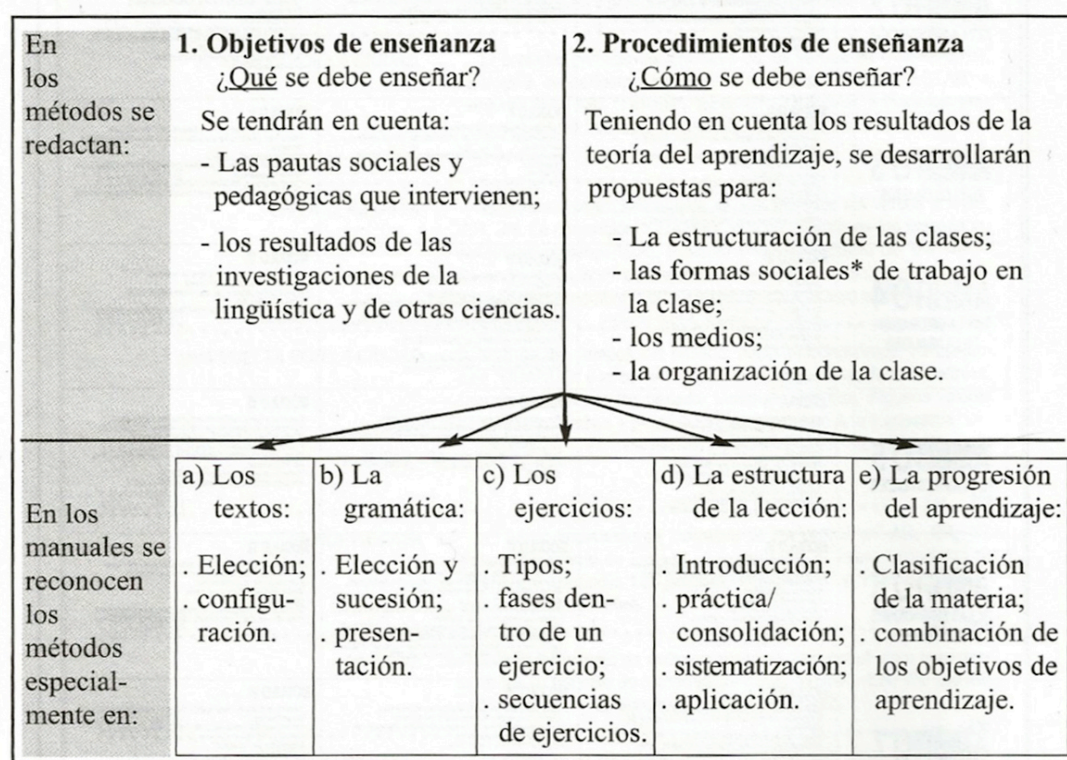 En
los
métodos se
redactan:
1. Objetivos de enseñanza
¿Qué se debe enseñar?
Se tendrán en cuenta:
- Las pautas sociales y
pedagógicas que intervienen;
- los resultados de las
investigaciones de la
lingüística y de otras ciencias.
2. Procedimientos de enseñanza
¿Cómo se debe enseñar?
Teniendo en cuenta los resultados de la
teoría del aprendizaje, se desarrollarán
propuestas para:
- La estructuración de las clases;
- las formas sociales* de trabajo en
la clase;
- los medios;
- la organización de la clase.
En los
manuales se
reconocen
los
métodos
especial-
mente en:
a) Los
textos:
. Elección;
. configu-
ración.
b) La
gramática:
. Elección y
sucesión;
. presen-
tación.
c) Los
ejercicios:
. Tipos;
. fases den-
tro de un
ejercicio;
. secuencias
de ejercicios.
d) La estructura
de la lección:
. Introducción;
. práctica/
consolidación;
. sistematización;
. aplicación.
e) La progresión
del aprendizaje:
. Clasificación
de la materia;
. combinación de
los objetivos de
aprendizaje.